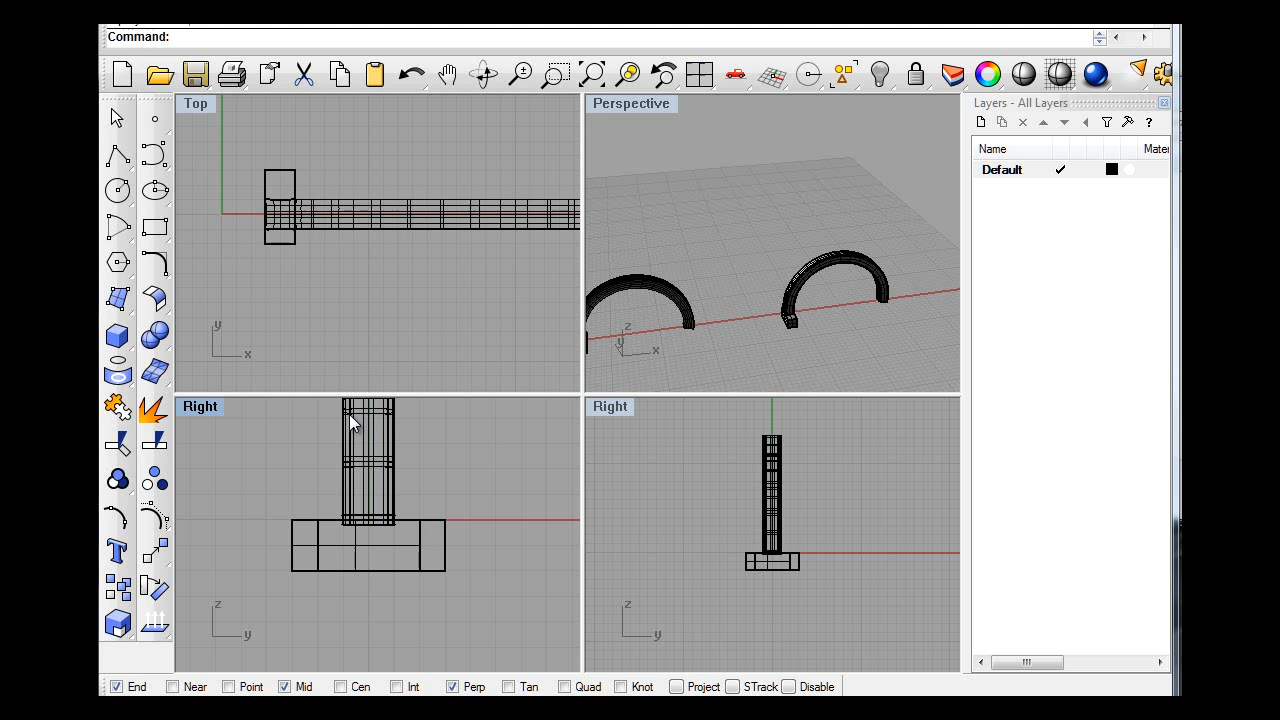 Command:
Top
Perspective
Layers - All Layers
Name
Mater
Default
y
x
z
y
x
Right
Right
z
y
z
y
End
Near
Point
Mid
Cen
Int
Perp
Tan
Quad
Knot
Project
STrack
Disable